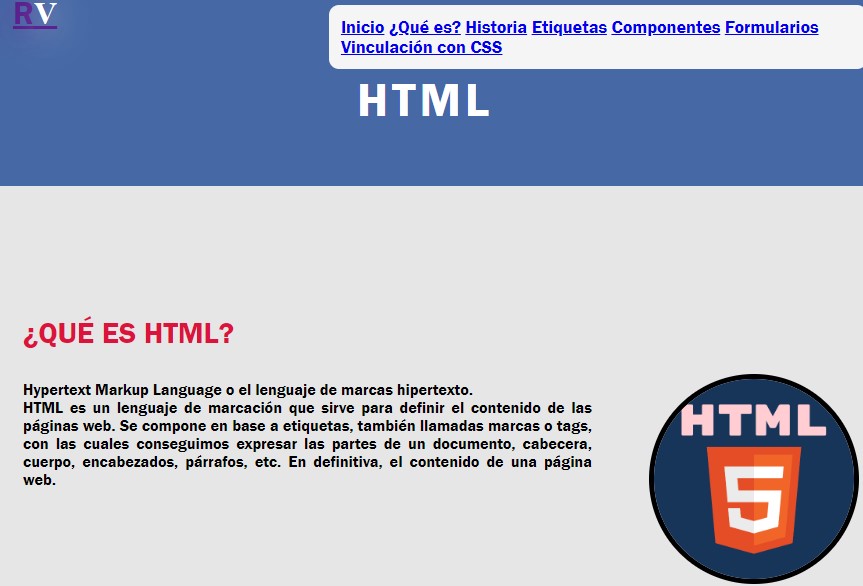 RV
Inicio ¿Qué es? Historia Etiquetas Componentes Formularios
Vinculación con CSS
HTML
¿QUÉ ES HTML?
Hypertext Markup Language o el lenguaje de marcas hipertexto.
HTML es un lenguaje de marcación que sirve para definir el contenido de las
páginas web. Se compone en base a etiquetas, también llamadas marcas o tags,
con las cuales conseguimos expresar las partes de un documento, cabecera,
cuerpo, encabezados, párrafos, etc. En definitiva, el contenido de una página
web.
HTML
5